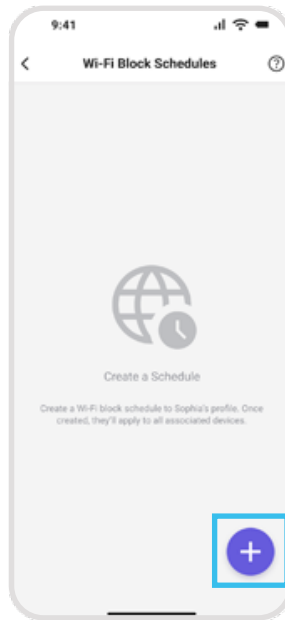 9:41
Wi-Fi Block Schedules
Create a Schedule
Create a Wi-Fi block schedule to Sophia's profile. Once
created, they'll apply to all associated devices.